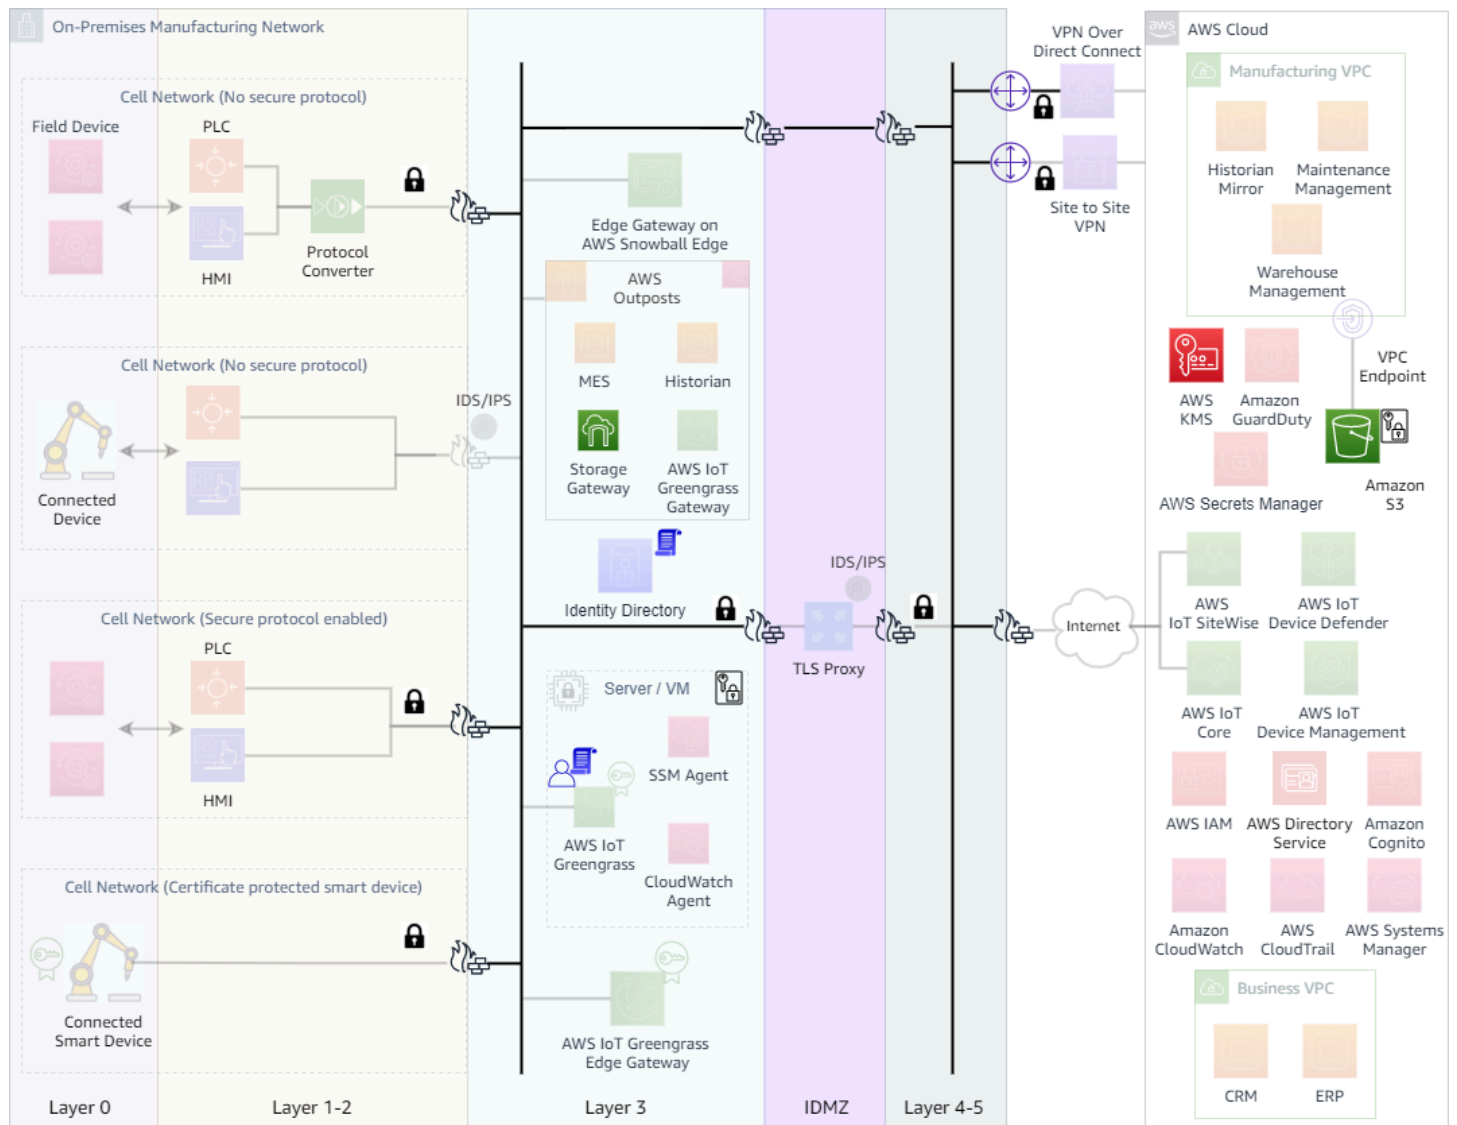 On-Premises Manufacturing Network
Cell Network (No secure protocol)
Field Device
PLC
HMI
Protocol
Converter
Cell Network (No secure protocol)
Connected
Device
IDS/IPS
Cell Network (Secure protocol enabled)
PLC
HMI
Cell Network (Certificate protected smart device)
Connected
Smart Device
Edge Gateway on
AWS Snowball Edge
AWS
Outposts
MES
Historian
Storage
Gateway
AWS IoT
Greengrass
Gateway
Identity Directory
Server / VM
SSM Agent
AWS IoT
Greengrass
CloudWatch
Agent
AWS IoT Greengrass
Edge Gateway
IDS/IPS
TLS Proxy
VPN Over
Direct Connect
Site to Site
VPN
Internet
aws
AWS Cloud
Manufacturing VPC
Historian
Mirror
Maintenance
Management
Warehouse
Management
VPC
Endpoint
AWS
KMS
Amazon
GuardDuty
AWS Secrets Manager
Amazon
S3
AWS
IoT SiteWise
AWS IoT
Device Defender
AWS IoT
Core
AWS IoT
Device Management
AWS IAM
AWS Directory
Service
Amazon
Cognito
Amazon
CloudWatch
AWS
CloudTrail
AWS Systems
Manager
Business VPC
CRM
ERP
Layer 0
Layer 1-2
Layer 3
IDMZ
Layer 4-5